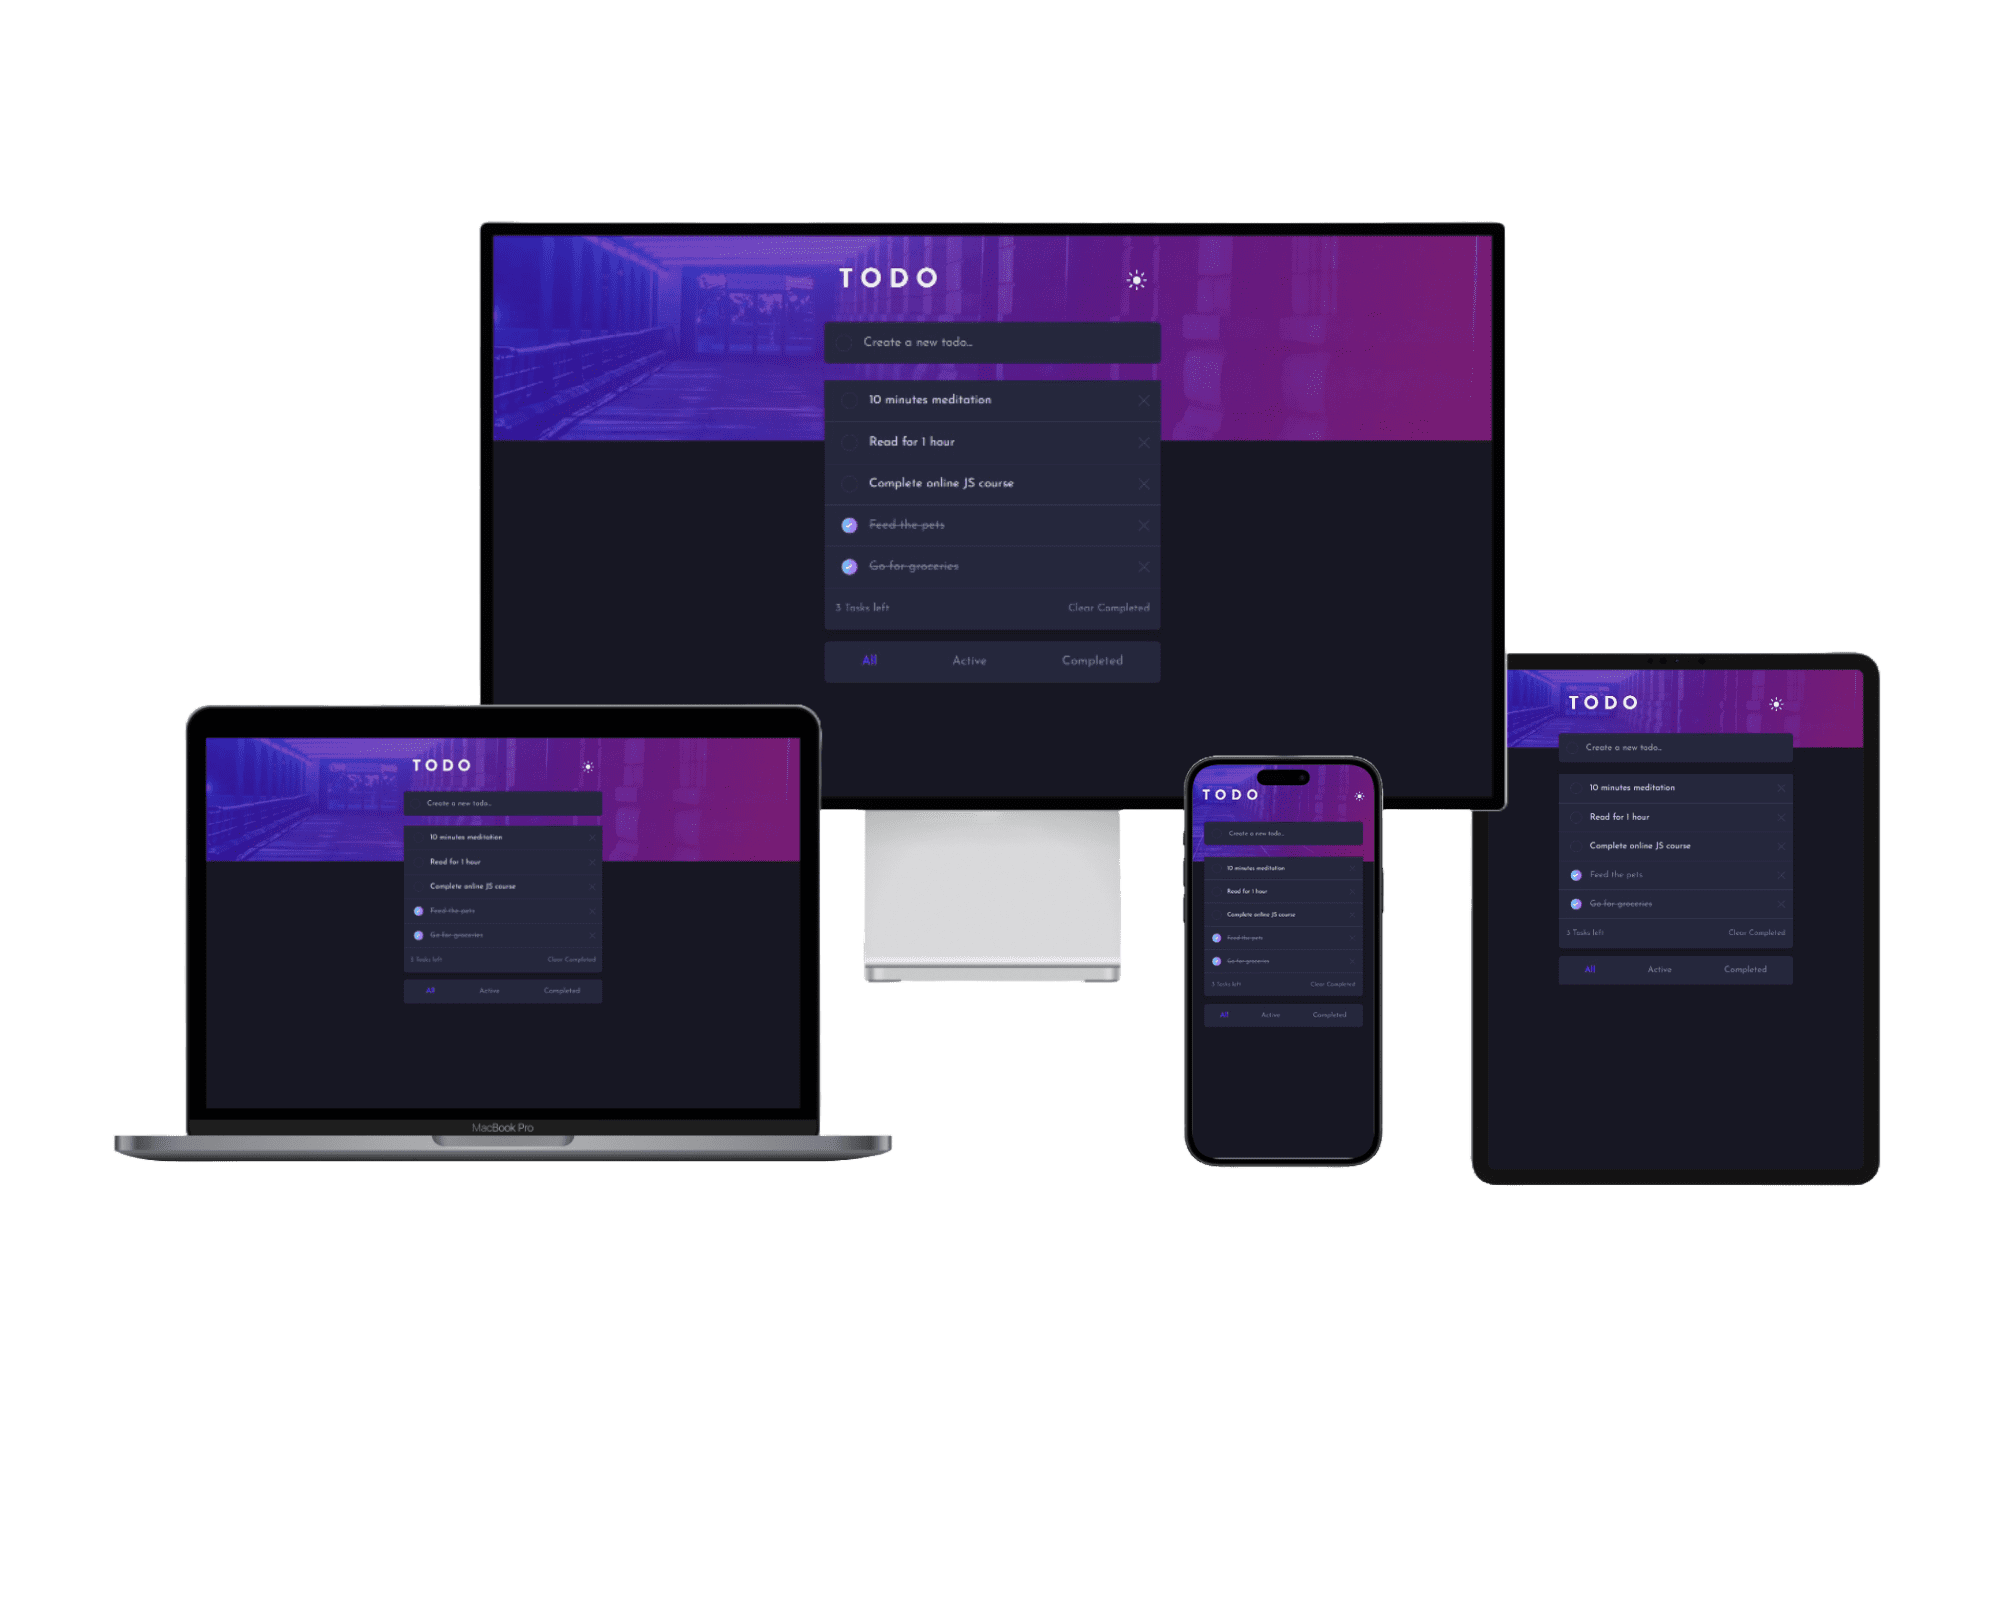 TODO
Create a new todo...
10 minutes meditation
Read for 1 hour
Complete online JS course
Feed the pets
Go for groceries
3 Tasks left Clear Completed
All Active Completed
TODO
Create a new todo...
10 minutes meditation
Read for 1 hour
Complete online JS course
Feed the pets
Go for groceries
3 Tasks left Clear Completed
All Active Completed
MacBook Pro
TODO
Create a new todo...
10 minutes meditation
Read for 1 hour
Complete online JS course
Feed the pets
Go for groceries
3 Tasks left Clear Completed
All Active Completed
TODO
Create a new todo...
10 minutes meditation
Read for 1 hour
Complete online JS course
Feed the pets
Go for groceries
3 Tasks left Clear Completed
All Active Completed